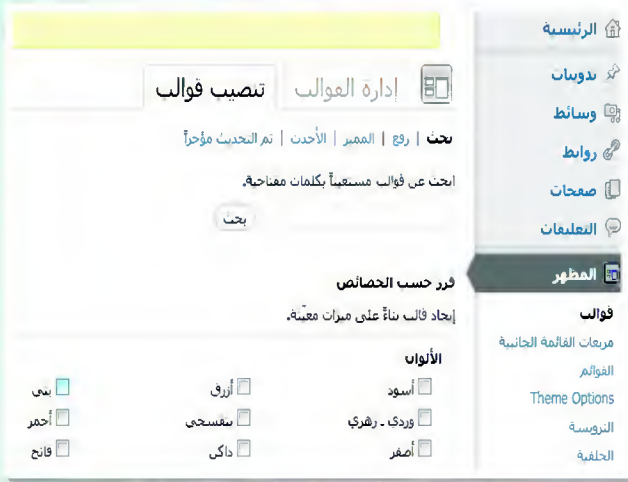 الرئيسية
تدوينات
وسائط
روابط
صفحات
التعليقات
المظهر
قوالب
مربعات القائمة الجانبية
القوائم
Theme Options
الترويسة
الخلفية
إدارة القوالب
تنصيب قوالب
بحث | رفع | المميز | الأحدث | تم التحديث مؤخراً
ابحث عن قوالب مستعيناً بكلمات مفتاحية.
بحث
فرز حسب الخصائص
إيجاد قالب بناءً على ميزات معيّنة.
الألوان
أسود أزرق بني
وردي - زهري بنفسجي أحمر
أصفر داكن فاتح